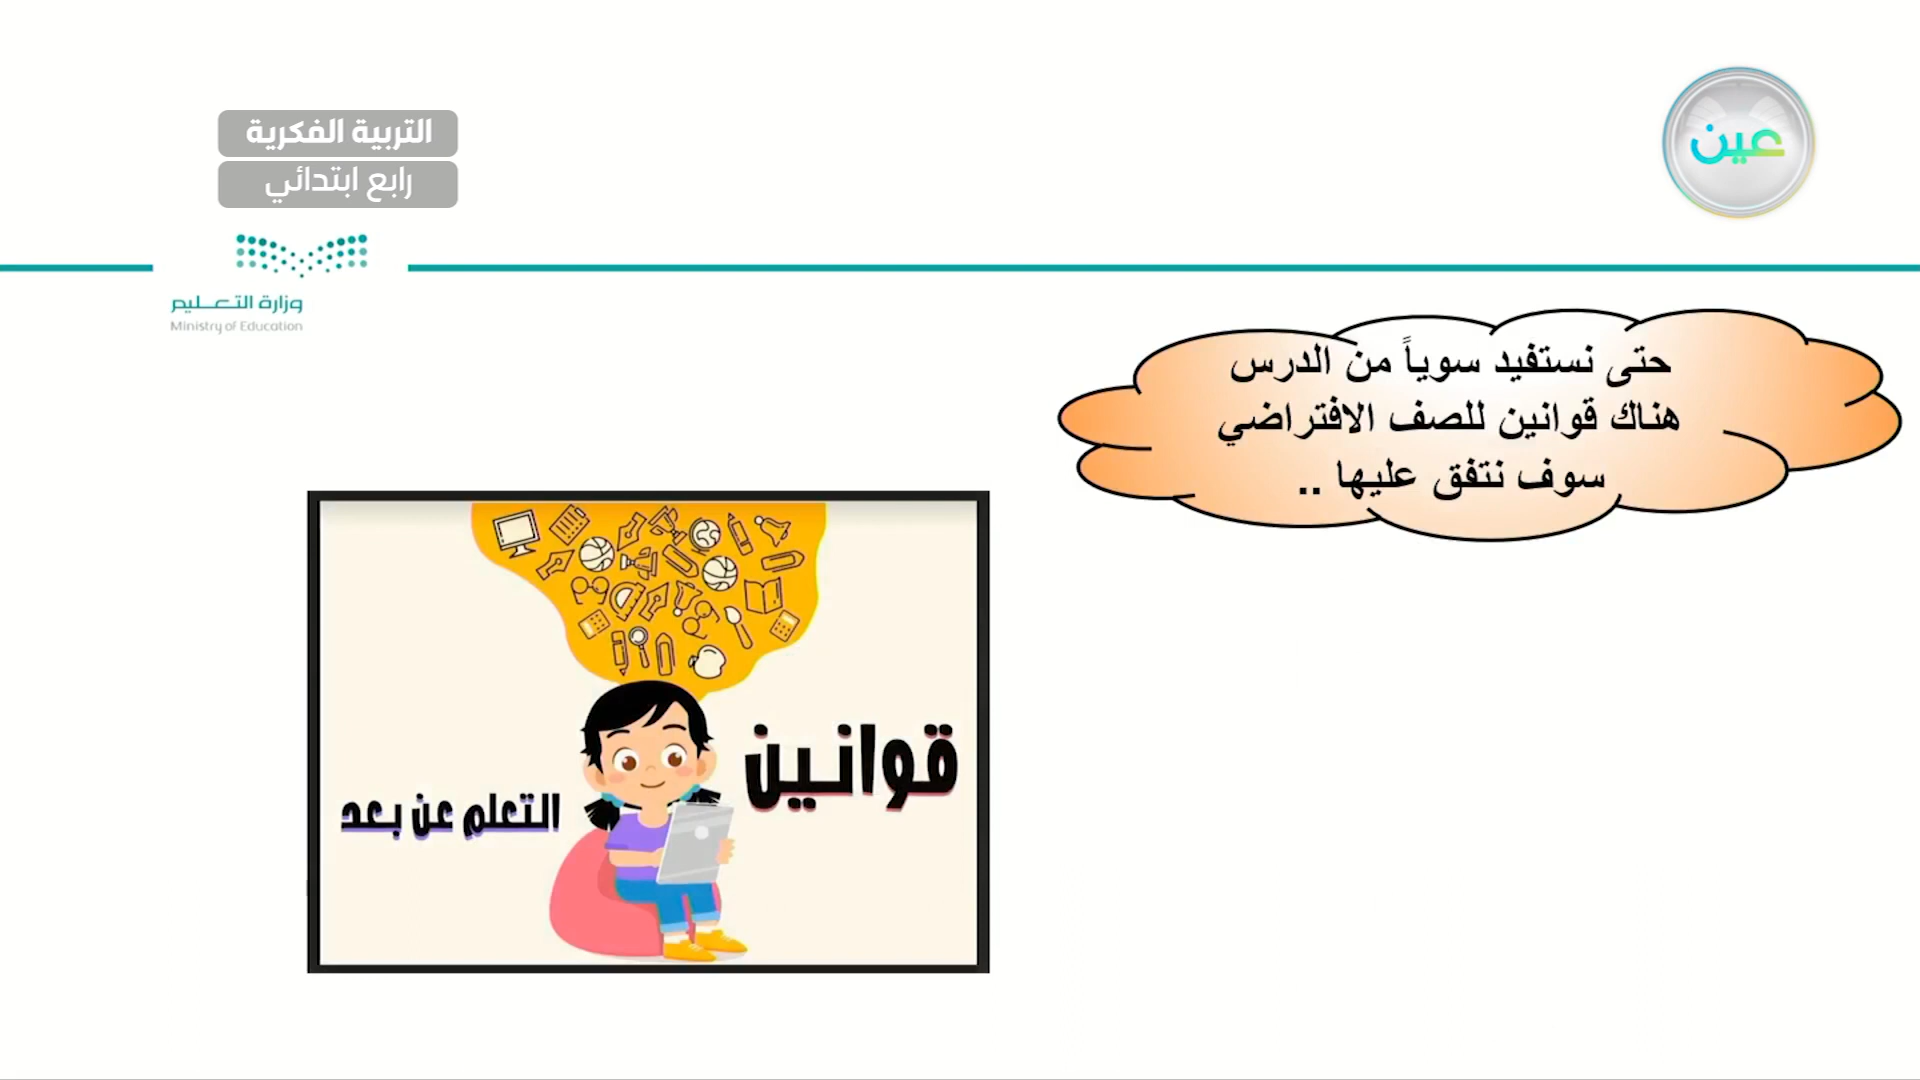 التربية الفكرية
رابع ابتدائي
عين
وزارة التعليم
Ministry of Education
حتى نستفيد سوياً من الدرس
هناك قوانين للصف الافتراضي
سوف نتفق عليها ..
قوانين
التعلم عن بعد